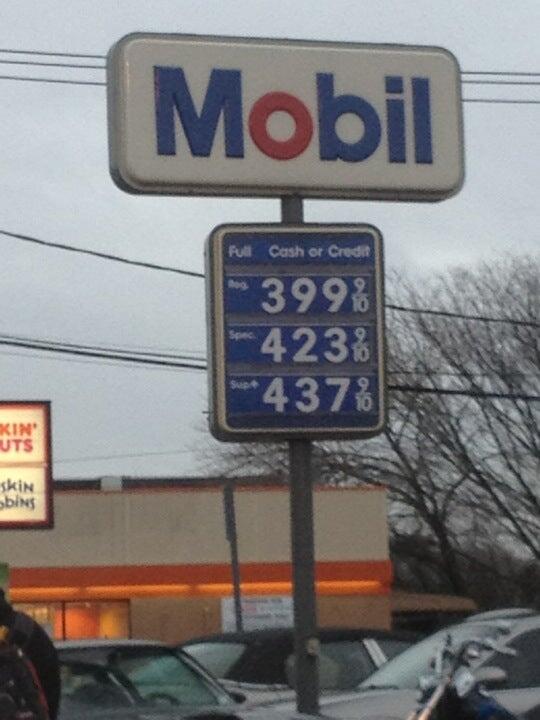 Mobil
Full Cash or Credit
Reg. 399 9/10
Spec. 423 9/10
Sup+ 437 9/10
KIN'
UTS
SKIN
bbins